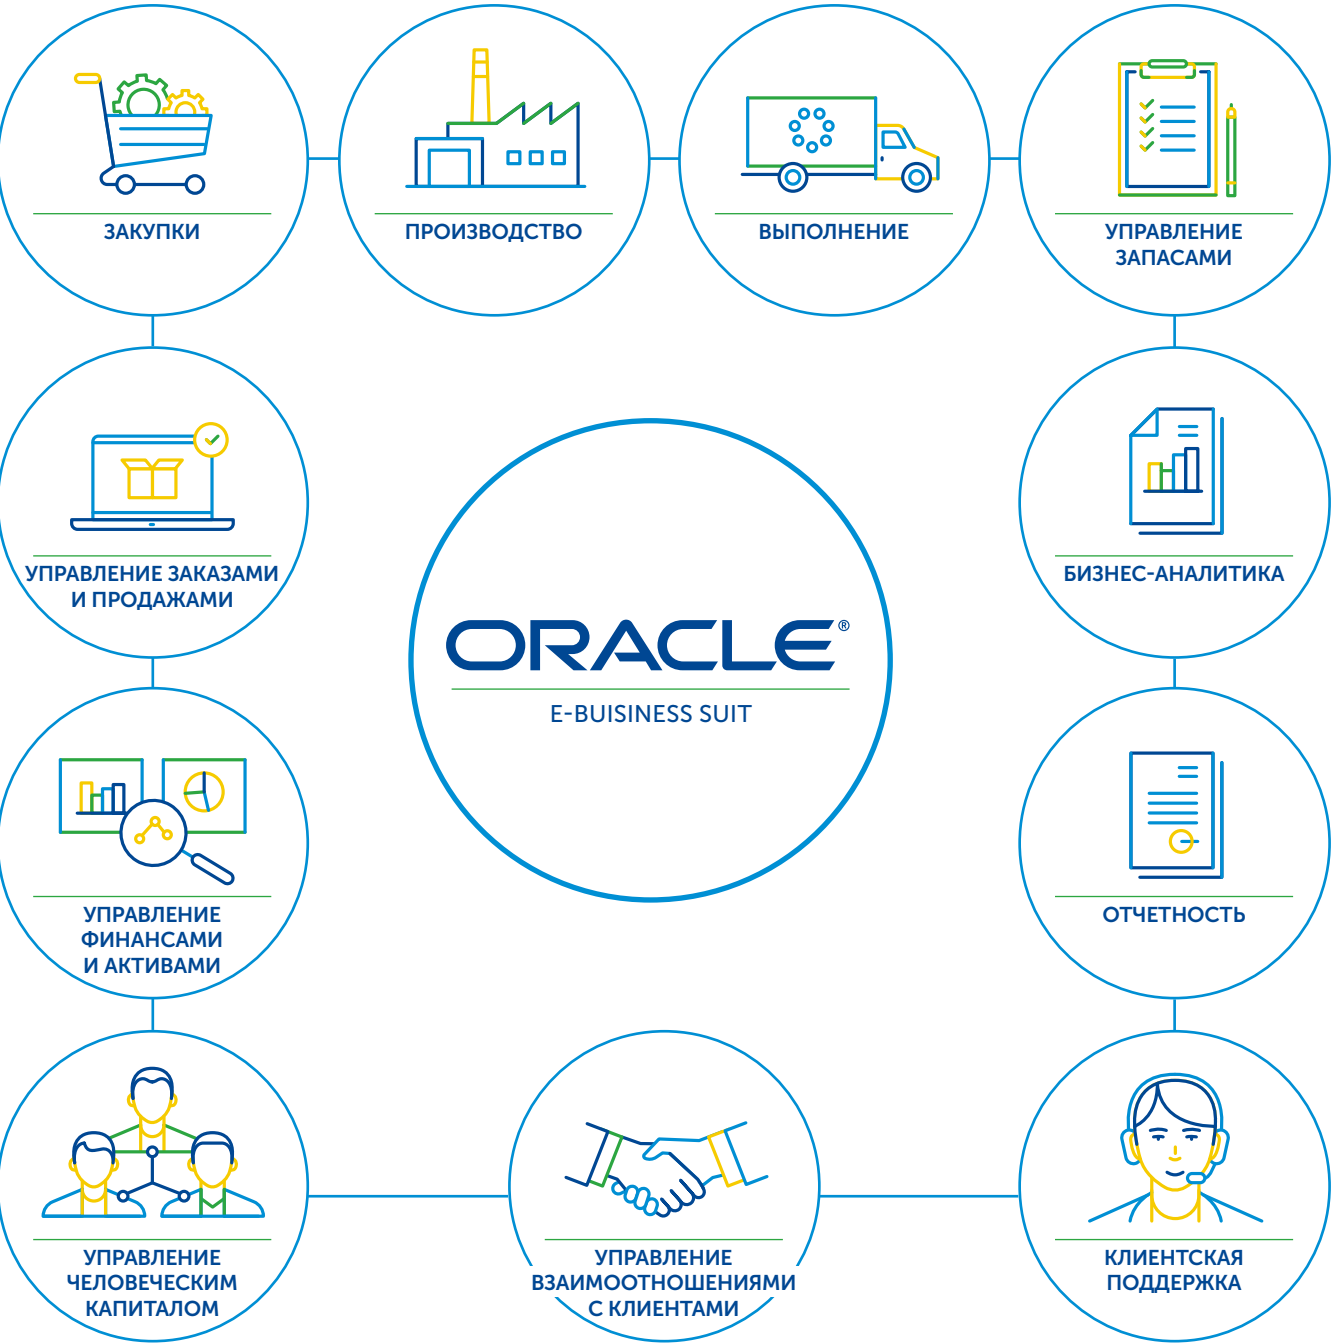 ЗАКУПКИ
ПРОИЗВОДСТВО
ВЫПОЛНЕНИЕ
УПРАВЛЕНИЕ
ЗАПАСАМИ
УПРАВЛЕНИЕ ЗАКАЗАМИ
И ПРОДАЖАМИ
БИЗНЕС-АНАЛИТИКА
ORACLE®
E-BUISINESS SUIT
УПРАВЛЕНИЕ
ФИНАНСАМИ
И АКТИВАМИ
ОТЧЕТНОСТЬ
УПРАВЛЕНИЕ
ЧЕЛОВЕЧЕСКИМ
КАПИТАЛОМ
УПРАВЛЕНИЕ
ВЗАИМООТНОШЕНИЯМИ
С КЛИЕНТАМИ
КЛИЕНТСКАЯ
ПОДДЕРЖКА